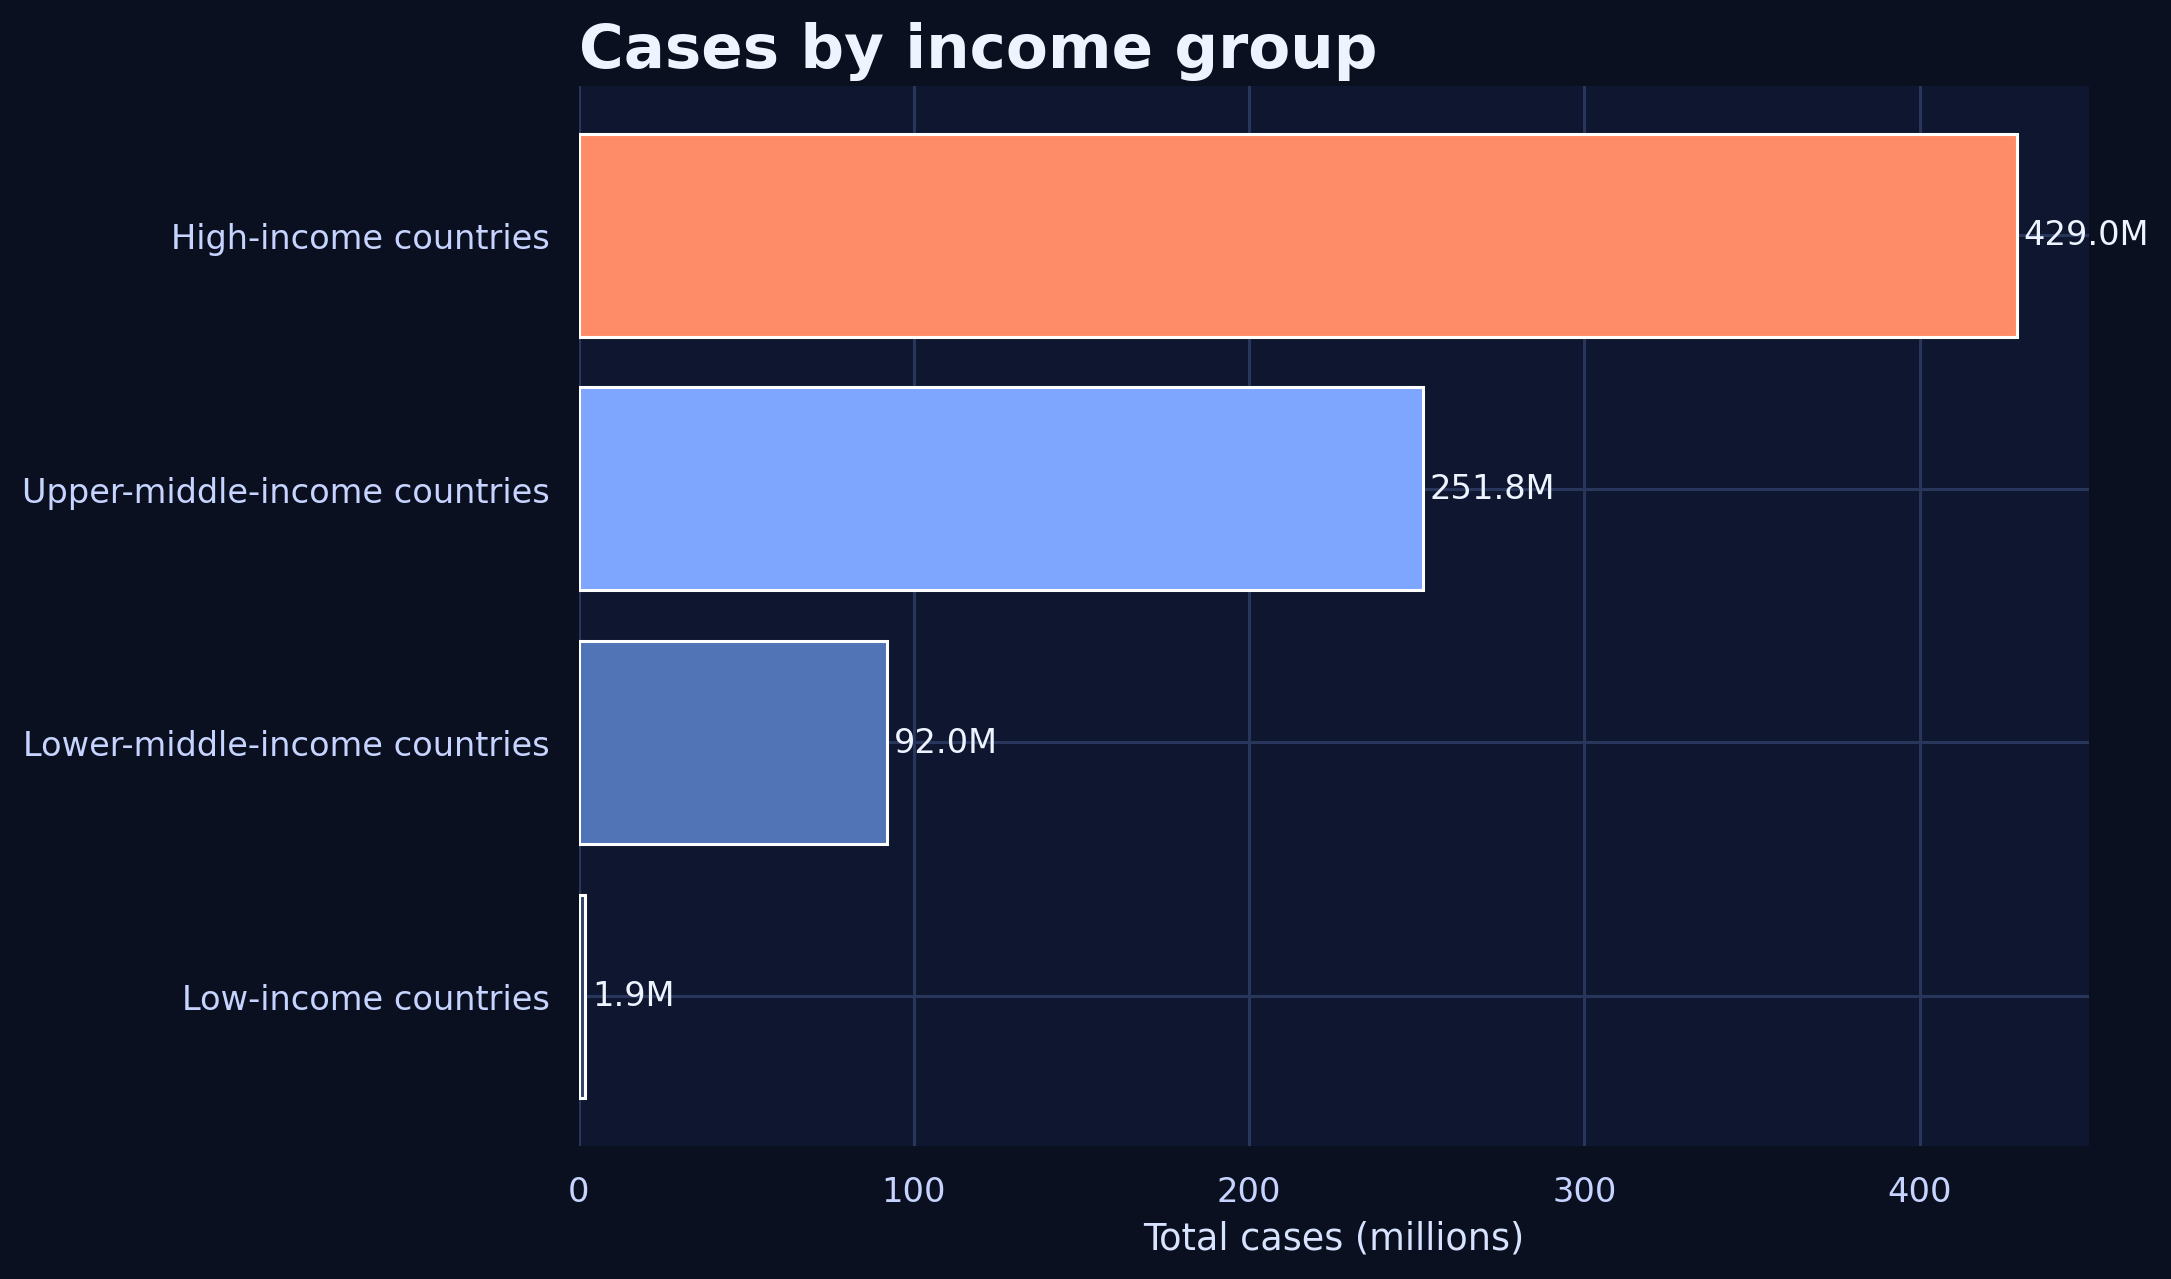 Cases by income group
High-income countries
429.0M
Upper-middle-income countries
251.8M
Lower-middle-income countries
92.0M
Low-income countries
1.9M
0 100 200 300 400
Total cases (millions)